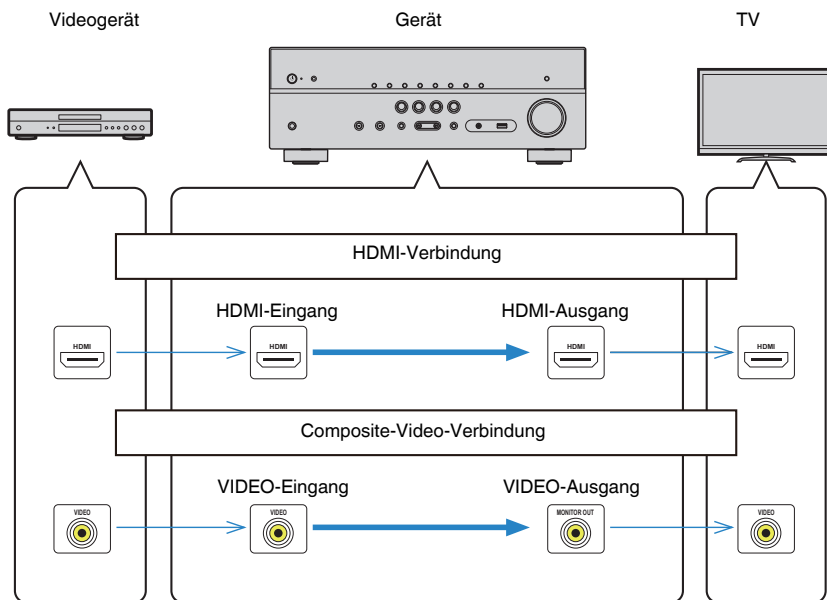 Videogerät
Gerät
TV
HDMI-Verbindung
HDMI-Eingang
HDMI-Ausgang
HDMI
HDMI
HDMI
HDMI
Composite-Video-Verbindung
VIDEO-Eingang
VIDEO-Ausgang
VIDEO
VIDEO
MONITOR OUT
VIDEO